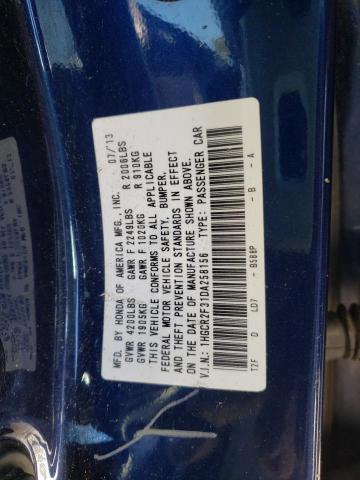 MFD. BY HONDA OF AMERICA MFG., INC. 07/13
GVWR 4200LBS GAWR F 2249LBS R 2006LBS
GVWR 1905KG GAWR F 1020KG R 910KG
THIS VEHICLE CONFORMS TO ALL APPLICABLE
FEDERAL MOTOR VEHICLE SAFETY, BUMPER,
AND THEFT PREVENTION STANDARDS IN EFFECT
ON THE DATE OF MANUFACTURE SHOWN ABOVE.
V.I.N.: 1HGCR2F31DA258156 TYPE: PASSENGER CAR
T2F D LD7 - B588P - B - A